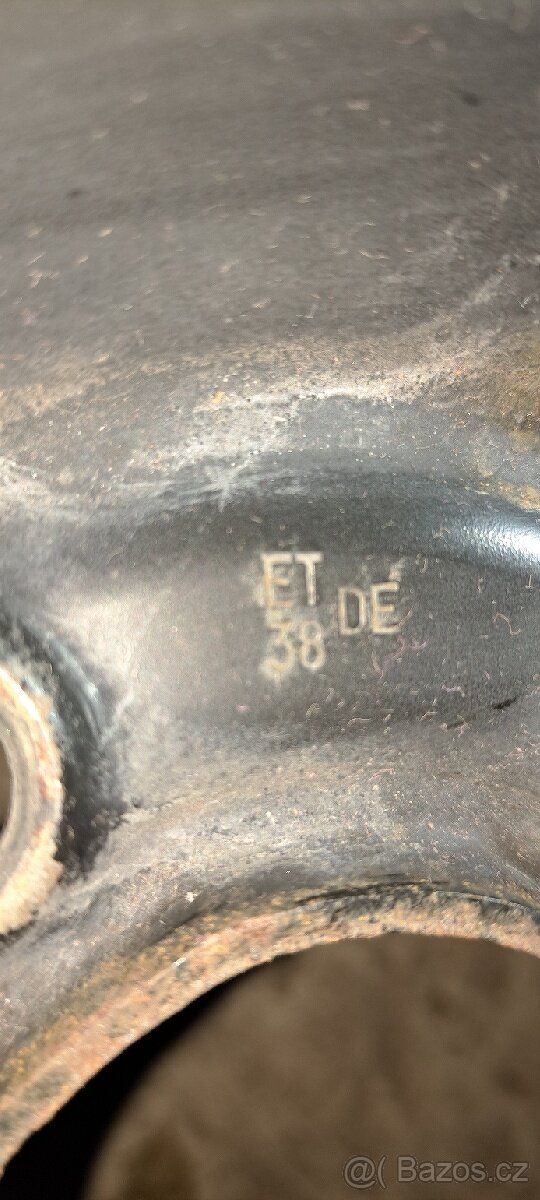 ET DE
38
@( Bazos.cz